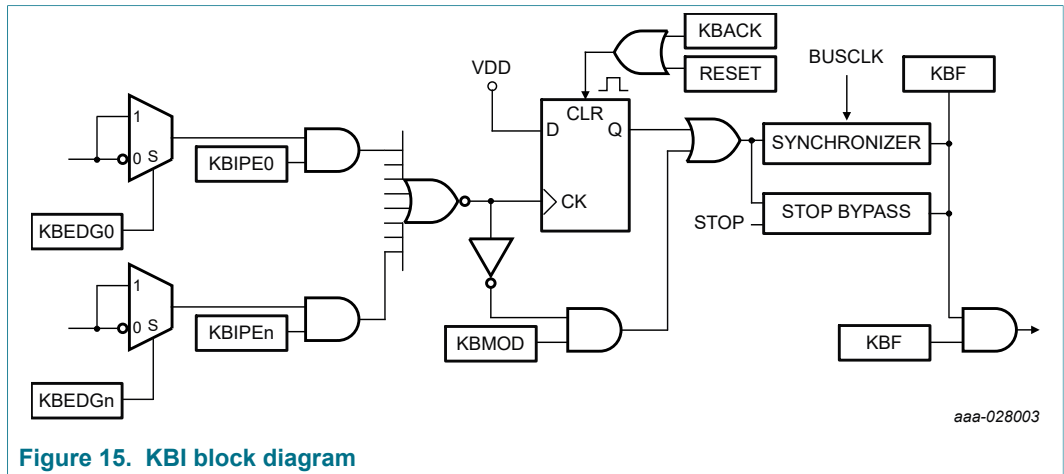 KBACK
RESET
BUSCLK
KBF
VDD
CLR
D
Q
CK
1
0
S
KBIPE0
KBEDG0
SYNCHRONIZER
STOP BYPASS
STOP
1
0
S
KBIPEn
KBEDGn
KBMOD
KBF
aaa-028003
Figure 15. KBI block diagram